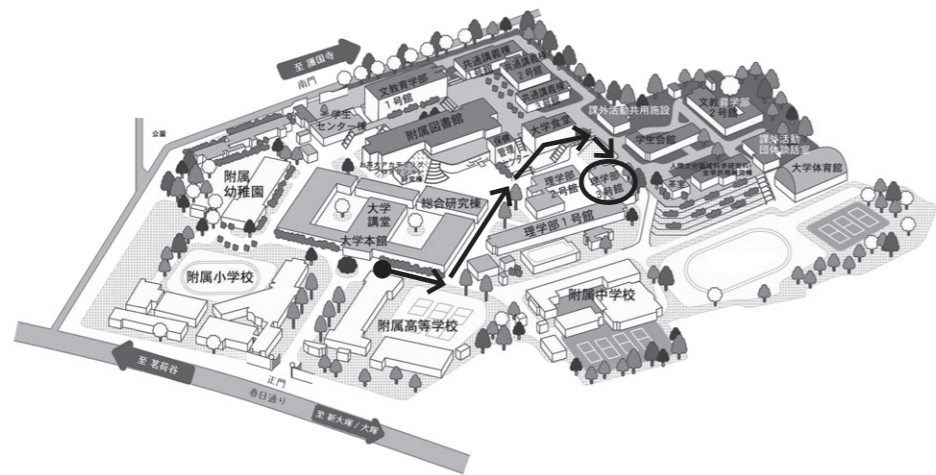 至 護国寺
南門
公園
共通講義棟
1号館
共通講義棟
2号館
共通講義棟
3号館
文教育学部
1号館
学生
センター棟
附属図書館
大学食堂
課外活動共用施設
文教育学部
2号館
学生会館
課外活動
団体談話室
大学体育館
附属
幼稚園
総合研究棟
大学
講堂
大学本館
理学部
2号館
理学部
3号館
理学部1号館
附属小学校
附属高等学校
附属中学校
正門
至 茗荷谷
春日通り
至 新大塚/大塚